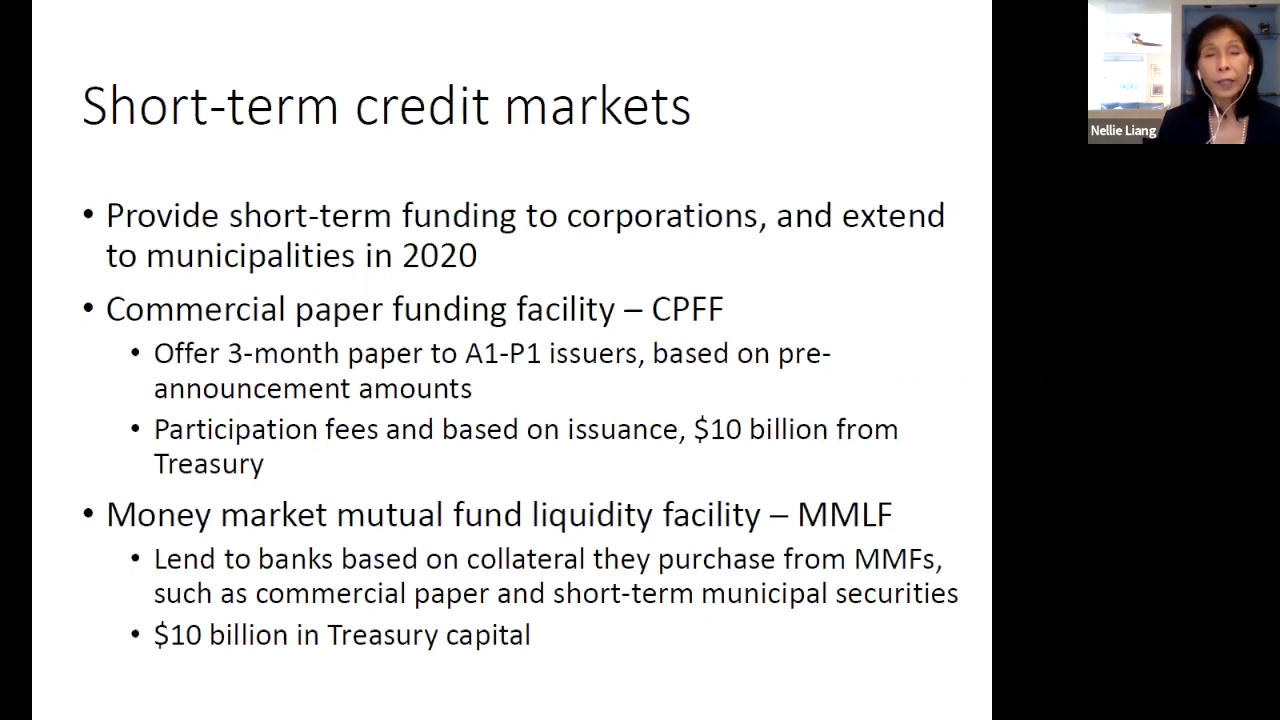 Short-term credit markets
• Provide short-term funding to corporations, and extend
to municipalities in 2020
• Commercial paper funding facility – CPFF
• Offer 3-month paper to A1-P1 issuers, based on pre-
announcement amounts
• Participation fees and based on issuance, $10 billion from
Treasury
• Money market mutual fund liquidity facility – MMLF
• Lend to banks based on collateral they purchase from MMFs,
such as commercial paper and short-term municipal securities
• $10 billion in Treasury capital
Nellie Liang